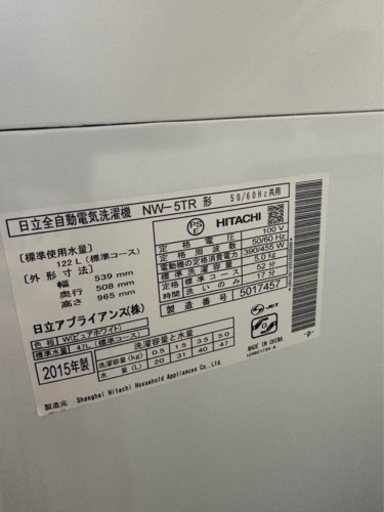 日立全自動電気洗濯機 NW-5TR 形 50/60Hz共用
[標準使用水量]
122 L (標準コース)
[外形寸法]
幅 539 mm
奥行 508 mm
高さ 965 mm
日立アプライアンス(株)
PS E
HITACHI
定格電圧 100 V
定格周波数 50/60 Hz
電動機の定格消費電力 390/455 W
標準洗濯容量 5.0 kg
標準コース 52 分
時間 洗いのみ 17 分
製造番号 5017457
JET
色相 W(ピュアホワイト)
標準水量 47L (標準コース)
2015年製
洗濯容量と水量
洗濯容量(kg) 0.5 1.5 3.5 5.0
水量(L) 20 31 40 47
MADE IN CHINA
製造元 Shanghai Hitachi Household Appliances Co., Ltd.